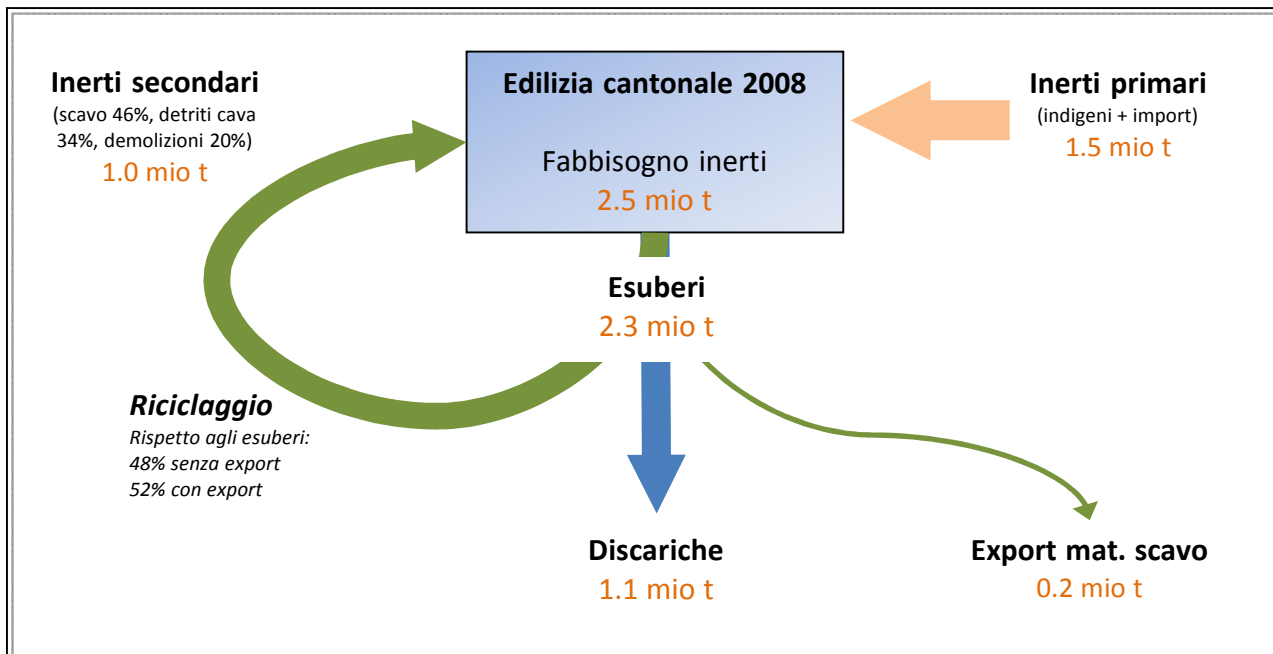 Inerti secondari
(scavo 46%, detriti cava
34%, demolizioni 20%)
1.0 mio t
Edilizia cantonale 2008
Fabbisogno inerti
2.5 mio t
Inerti primari
(indigeni + import)
1.5 mio t
Esuberi
2.3 mio t
Riciclaggio
Rispetto agli esuberi:
48% senza export
52% con export
Discariche
1.1 mio t
Export mat. scavo
0.2 mio t